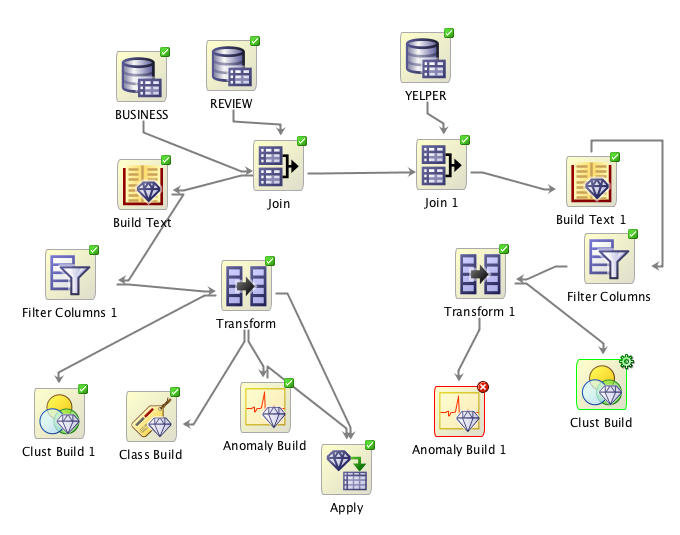 BUSINESS
REVIEW
YELPER
Join
Join 1
Build Text
Build Text 1
Filter Columns 1
Transform
Transform 1
Filter Columns
Clust Build 1
Class Build
Anomaly Build
Apply
Anomaly Build 1
Clust Build